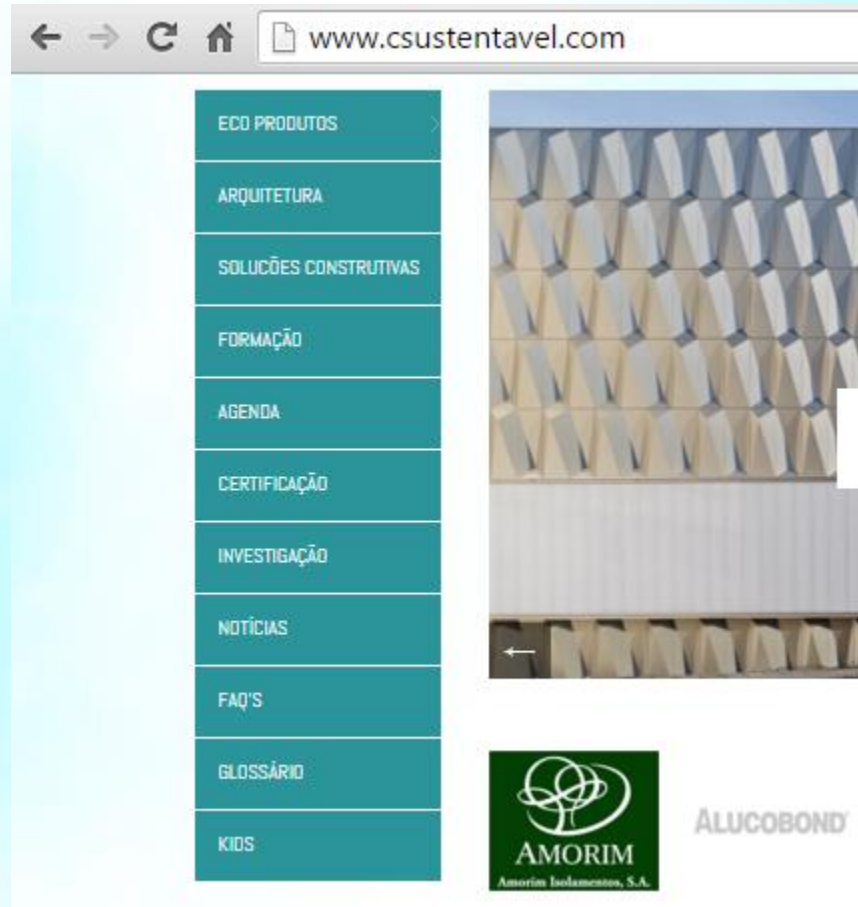 www.csustentavel.com
ECO PRODUTOS
ARQUITETURA
SOLUCÕES CONSTRUTIVAS
FORMAÇÃO
AGENDA
CERTIFICAÇÃO
INVESTIGAÇÃO
NOTÍCIAS
FAQ'S
GLOSSÁRIO
KIDS
AMORIM
Amorim Isolamentos, S.A.
ALUCOBOND